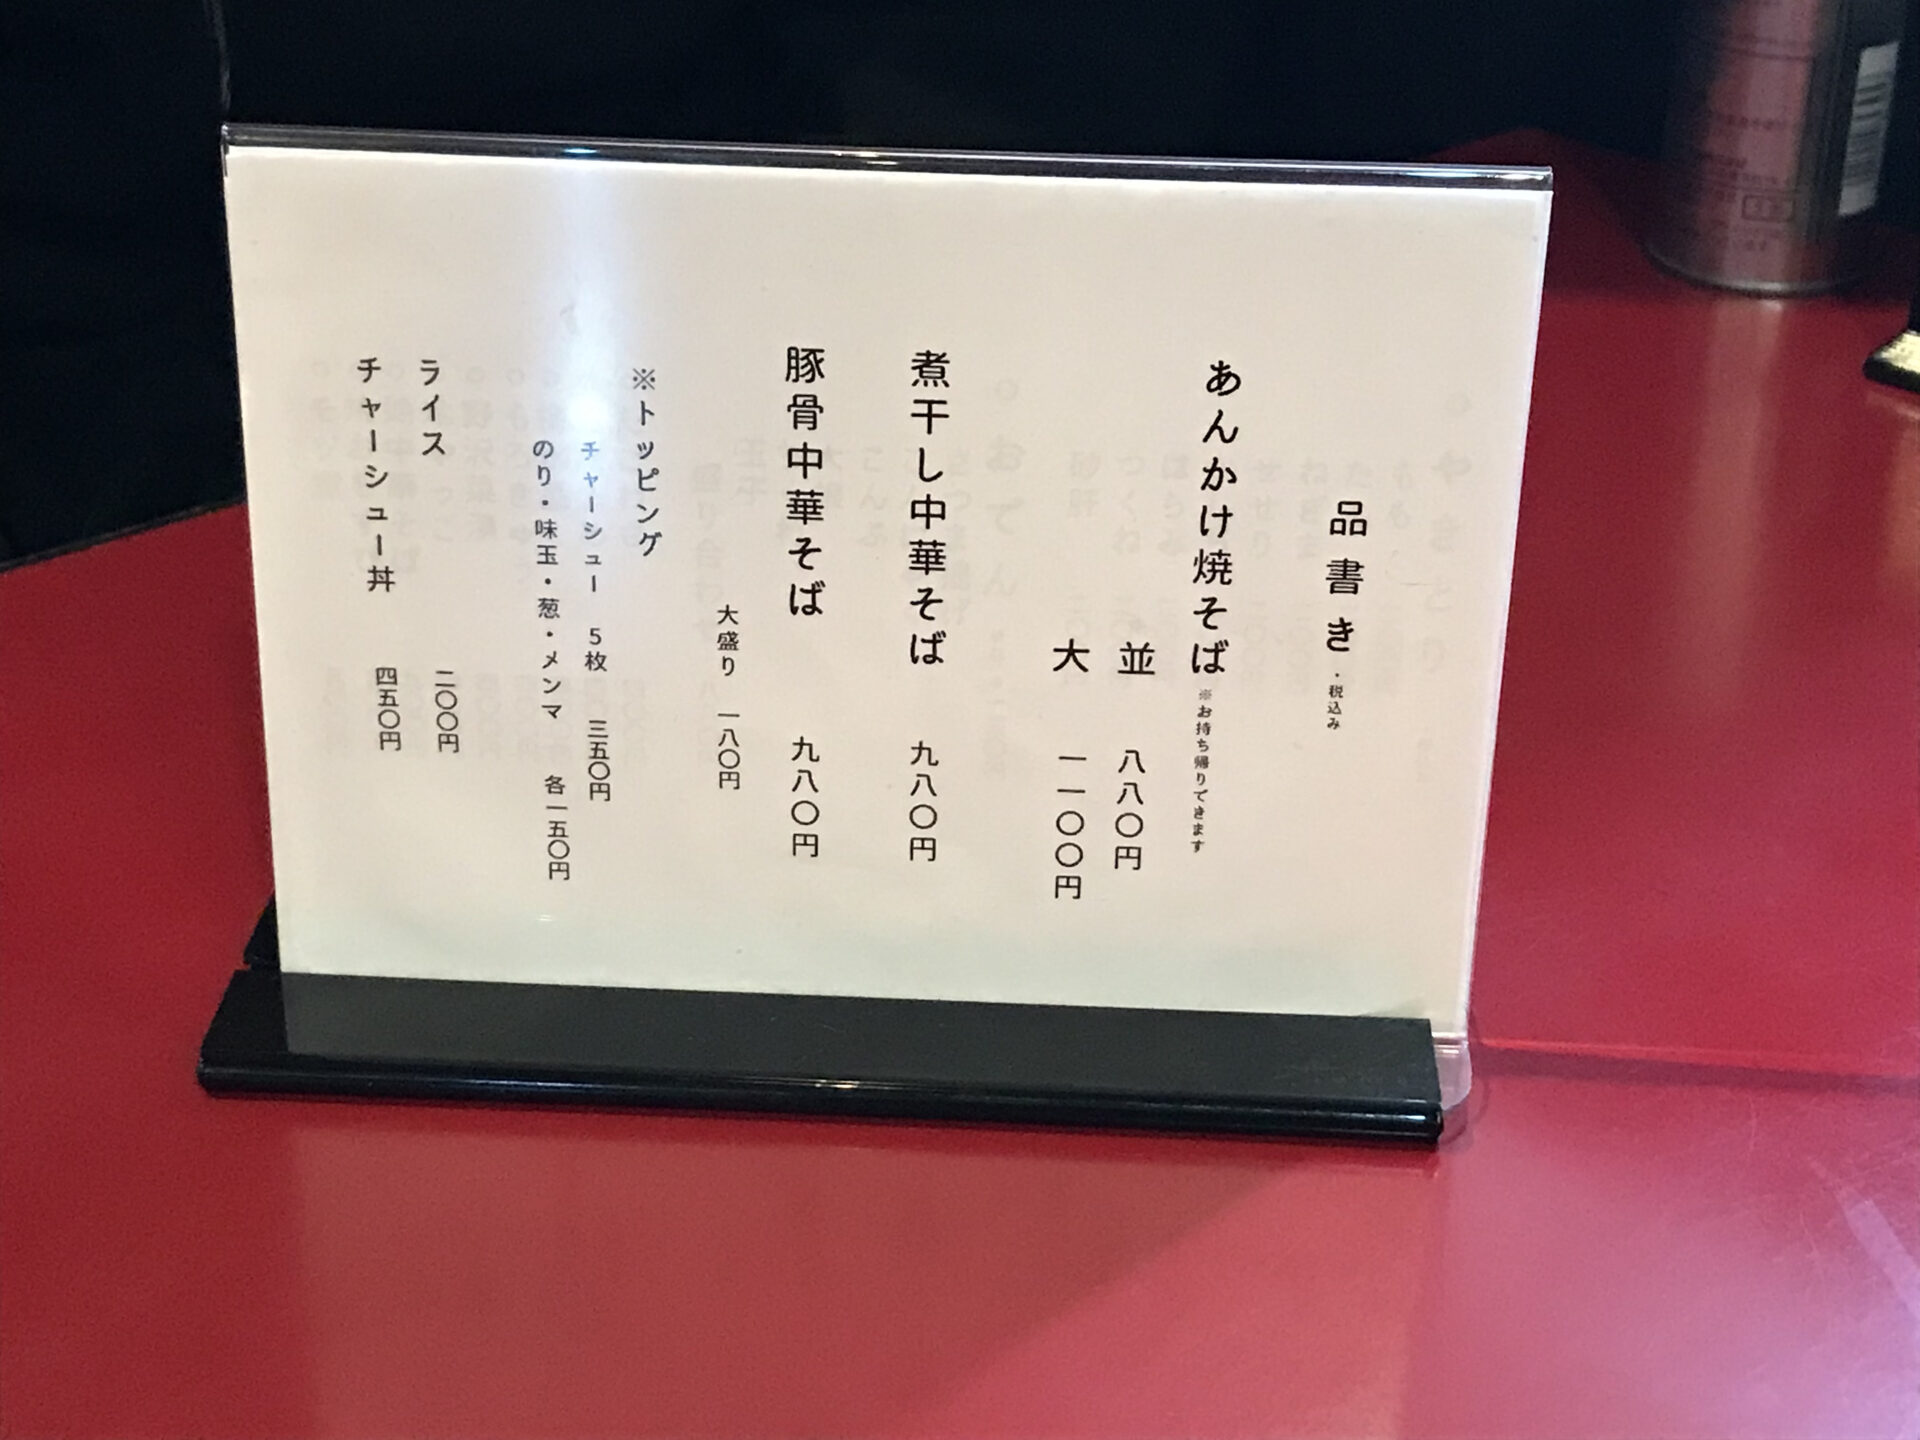 品書き・税込み
あんかけ焼そば※お持ち帰りできます
並 八八〇円
大 一一〇〇円
煮干し中華そば 九八〇円
豚骨中華そば 九八〇円
大盛り 一八〇円
※トッピング
チャーシュー 5枚 三五〇円
のり・味玉・葱・メンマ 各一五〇円
ライス 二〇〇円
チャーシュー丼 四五〇円